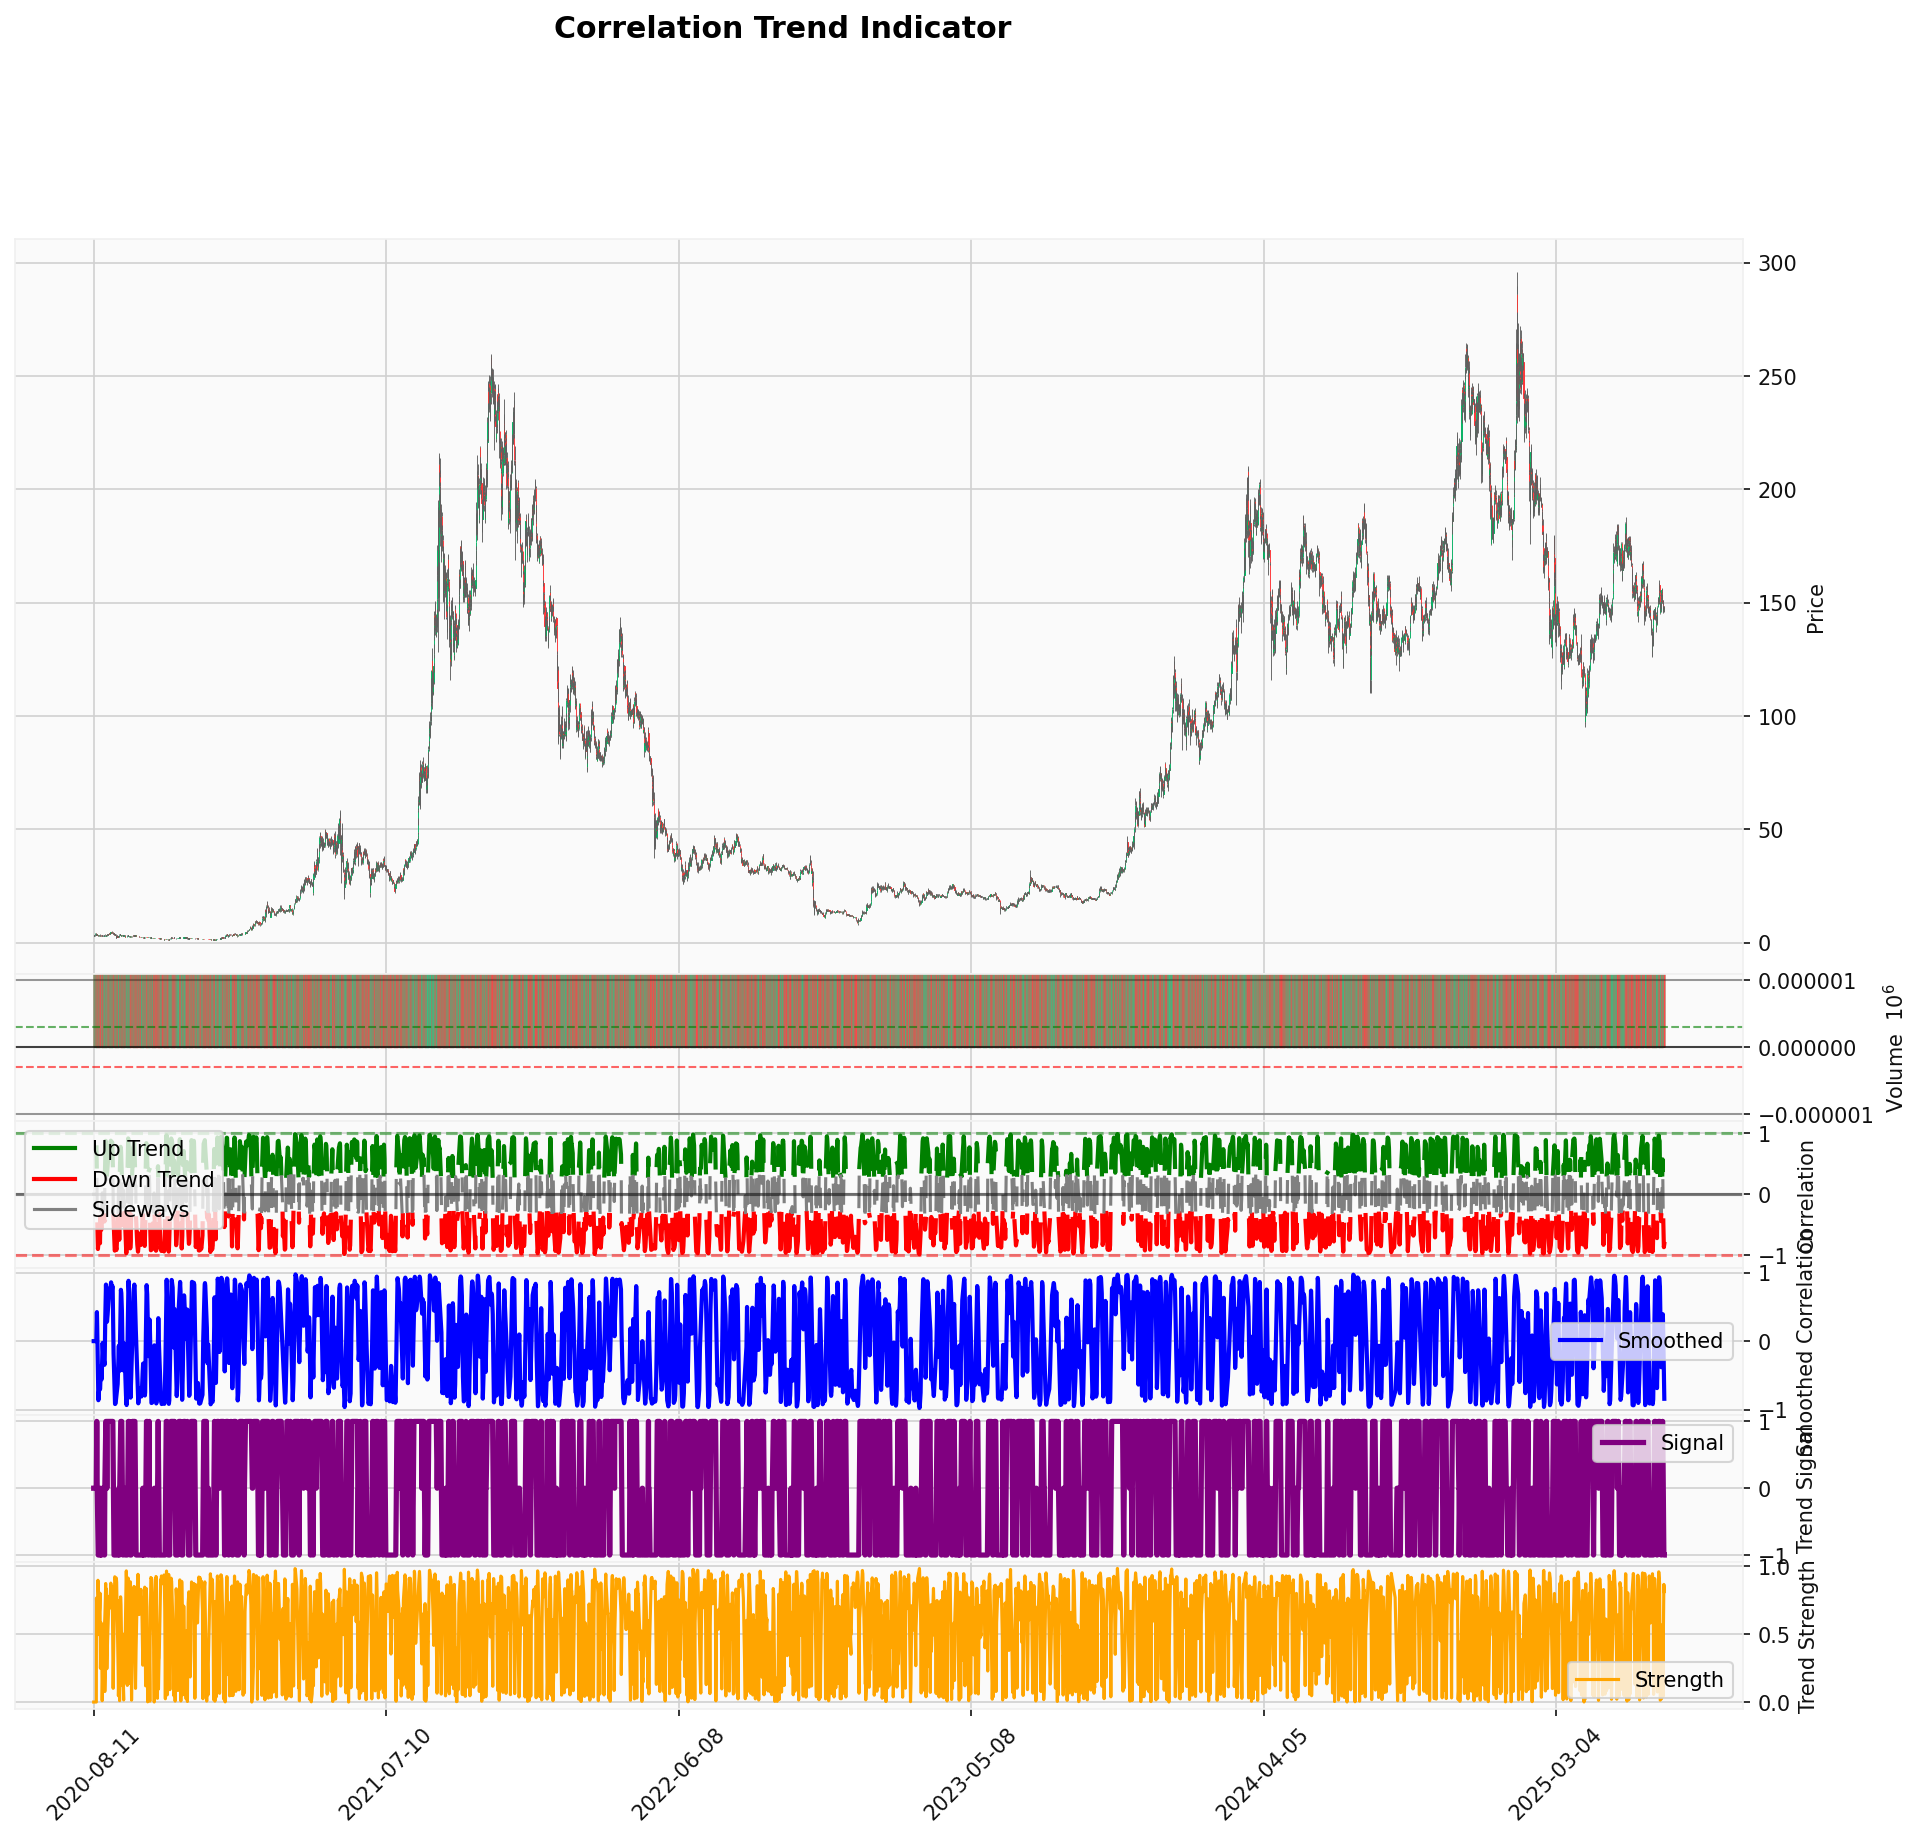 Correlation Trend Indicator
300
250
200
150
100
50
0
Price
0.000001
0.000000
−0.000001
Volume 10^6
Up Trend
Down Trend
Sideways
1
0
−1
Correlation
1
0
−1
Smoothed Correlation
Smoothed
1
0
−1
Trend Signal
Signal
1.0
0.5
0.0
Trend Strength
Strength
2020-08-11
2021-07-10
2022-06-08
2023-05-08
2024-04-05
2025-03-04